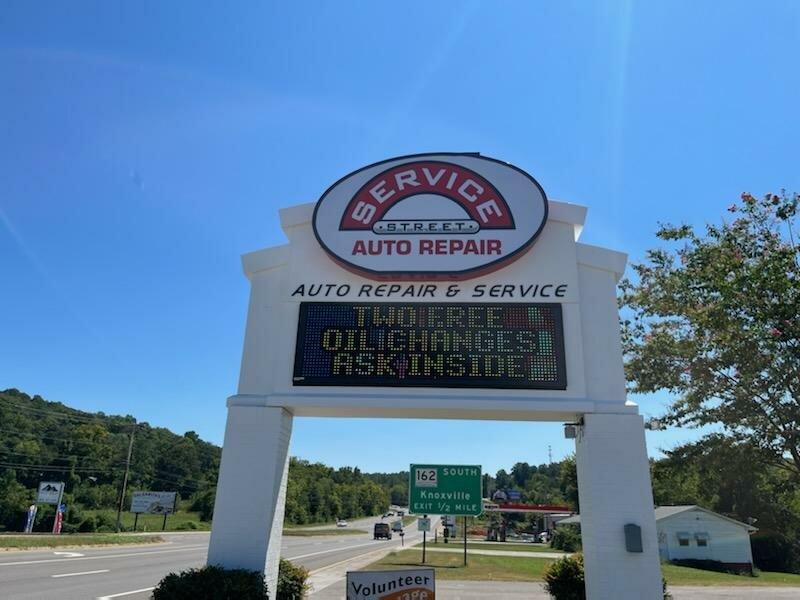 SERVICE
STREET
AUTO REPAIR
AUTO REPAIR & SERVICE
TWO FREE
OIL CHANGES
ASK INSIDE
162 SOUTH
Knoxville
EXIT 1/2 MILE
Volunteer